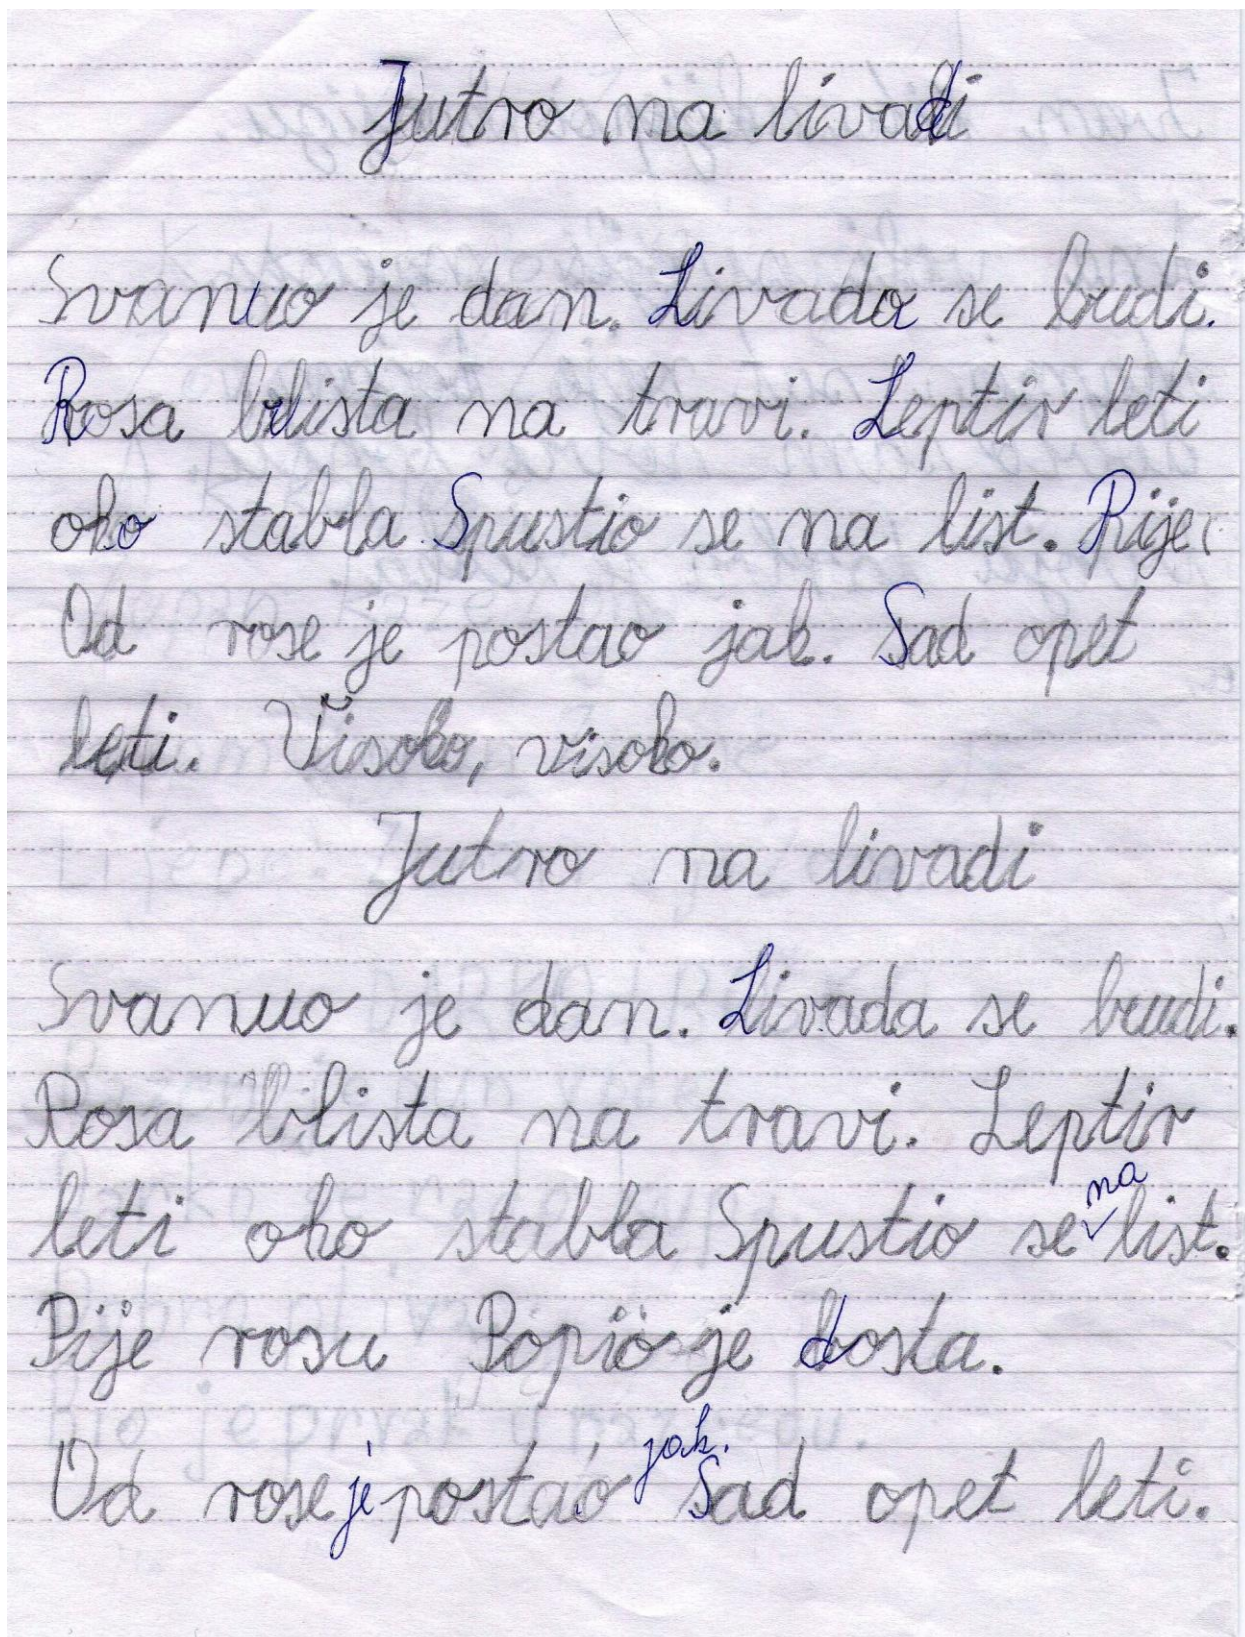 Jutro na livadi
Svanuo je dan. Livada se budi.
Rosa blista na travi. Leptir leti
oko stabla. Spustio se na list. Pije
Od rose je postao jak. Sad opet
leti. Visoko, visoko.
Jutro na livadi
Svanuo je dan. Livada se budi.
Rosa blista na travi. Leptir
leti oko stabla Spustio se na list.
Pije rosu Popio je dosta.
Od rose je postao jak. Sad opet leti.